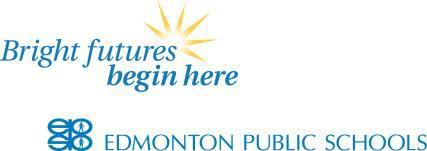 Bright futures
begin here
EDMONTON PUBLIC SCHOOLS